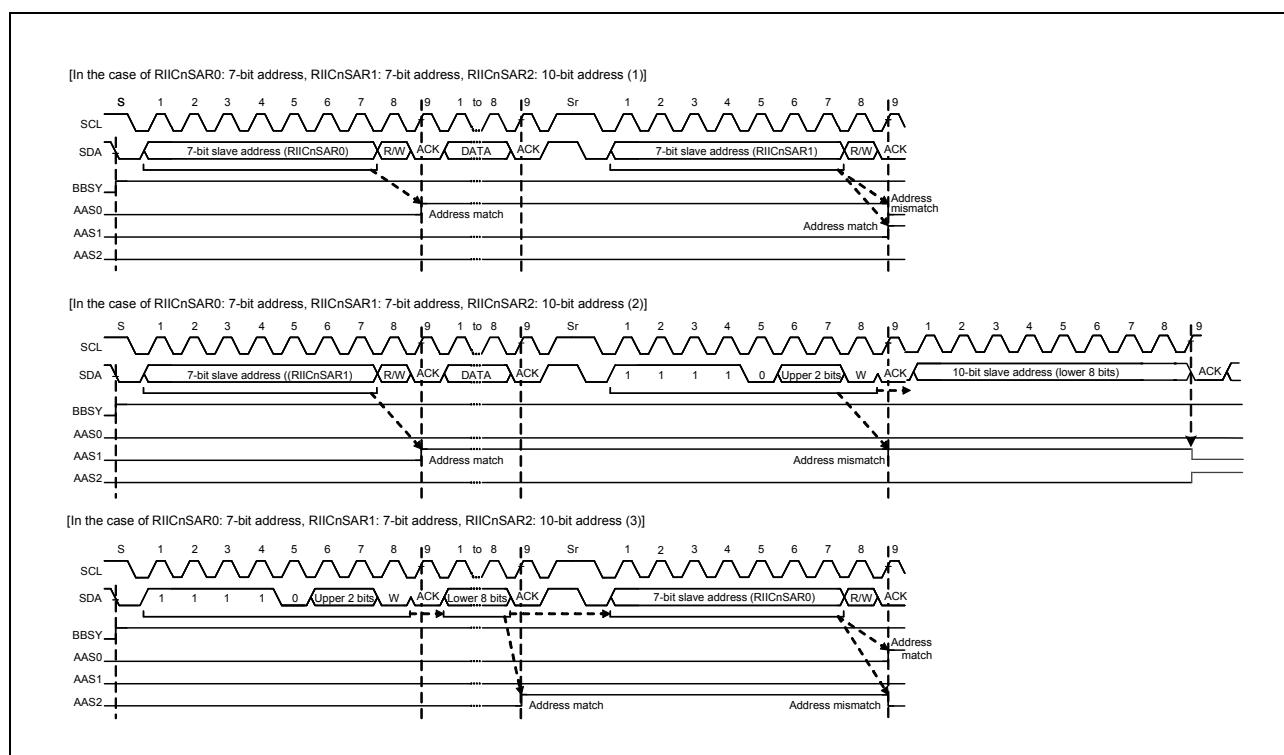 [In the case of RIICnSAR0: 7-bit address, RIICnSAR1: 7-bit address, RIICnSAR2: 10-bit address (1)]
S 1 2 3 4 5 6 7 8 9 1 to 8 9 Sr 1 2 3 4 5 6 7 8 9
SCL
SDA 7-bit slave address (RIICnSAR0) R/W ACK DATA ACK 7-bit slave address (RIICnSAR1) R/W ACK
BBSY
Address
mismatch
AAS0 Address match
Address match
AAS1
AAS2
[In the case of RIICnSAR0: 7-bit address, RIICnSAR1: 7-bit address, RIICnSAR2: 10-bit address (2)]
S 1 2 3 4 5 6 7 8 9 1 to 8 9 Sr 1 2 3 4 5 6 7 8 9 1 2 3 4 5 6 7 8 9
SCL
SDA 7-bit slave address ((RIICnSAR1) R/W ACK DATA ACK 1 1 1 1 0 Upper 2 bits W ACK 10-bit slave address (lower 8 bits) ACK
BBSY
AAS0
AAS1 Address match Address mismatch
AAS2
[In the case of RIICnSAR0: 7-bit address, RIICnSAR1: 7-bit address, RIICnSAR2: 10-bit address (3)]
S 1 2 3 4 5 6 7 8 9 1 to 8 9 Sr 1 2 3 4 5 6 7 8 9
SCL
SDA 1 1 1 1 0 Upper 2 bits W ACK Lower 8 bits ACK 7-bit slave address (RIICnSAR0) R/W ACK
BBSY
Address
match
AAS0
AAS1
AAS2 Address match Address mismatch